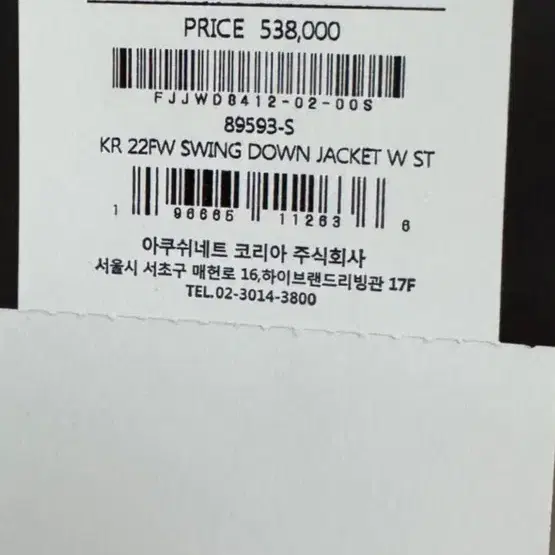 PRICE 538,000
FJJWD8412-02-00S
89593-S
KR 22FW SWING DOWN JACKET W ST
1 96665 11263 6
아쿠쉬네트 코리아 주식회사
서울시 서초구 매헌로 16,하이브랜드리빙관 17F
TEL.02-3014-3800